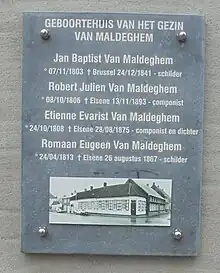 GEBOORTEHUIS VAN HET GEZIN
VAN MALDEGHEM
Jan Baptist Van Maldeghem
* 07/11/1803 † Brussel 24/12/1841 - schilder
Robert Julien Van Maldeghem
* 08/10/1806 † Elsene 13/11/1893 - componist
Etienne Evarist Van Maldeghem
* 24/10/1808 † Elsene 28/08/1875 - componist en dichter
Romaan Eugeen Van Maldeghem
* 24/04/1813 † Elsene 26 augustus 1867 - schilder